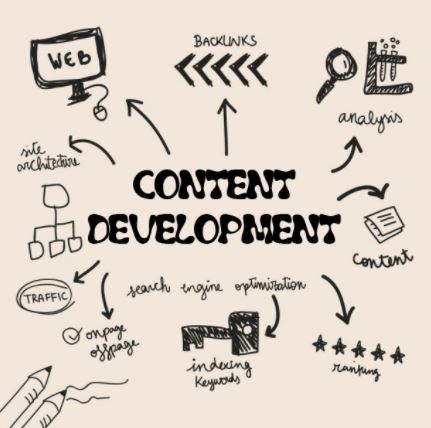 WEB
BACKLINKS
analysis
site
architecture
CONTENT
DEVELOPMENT
content
TRAFFIC
search engine optimization
onpage
offpage
indexing
keywords
ranking